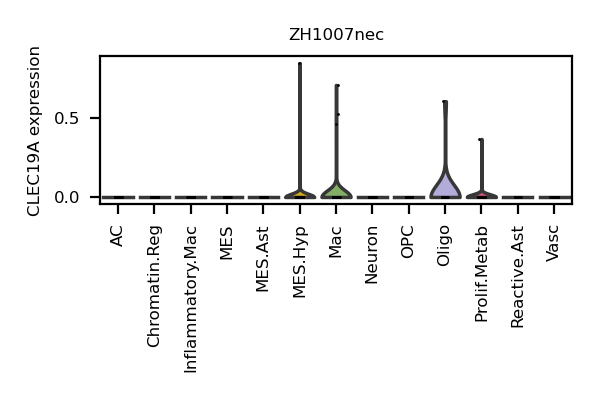 ZH1007nec
CLEC19A expression
0.5
0.0
AC
Chromatin.Reg
Inflammatory.Mac
MES
MES.Ast
MES.Hyp
Mac
Neuron
OPC
Oligo
Prolif.Metab
Reactive.Ast
Vasc